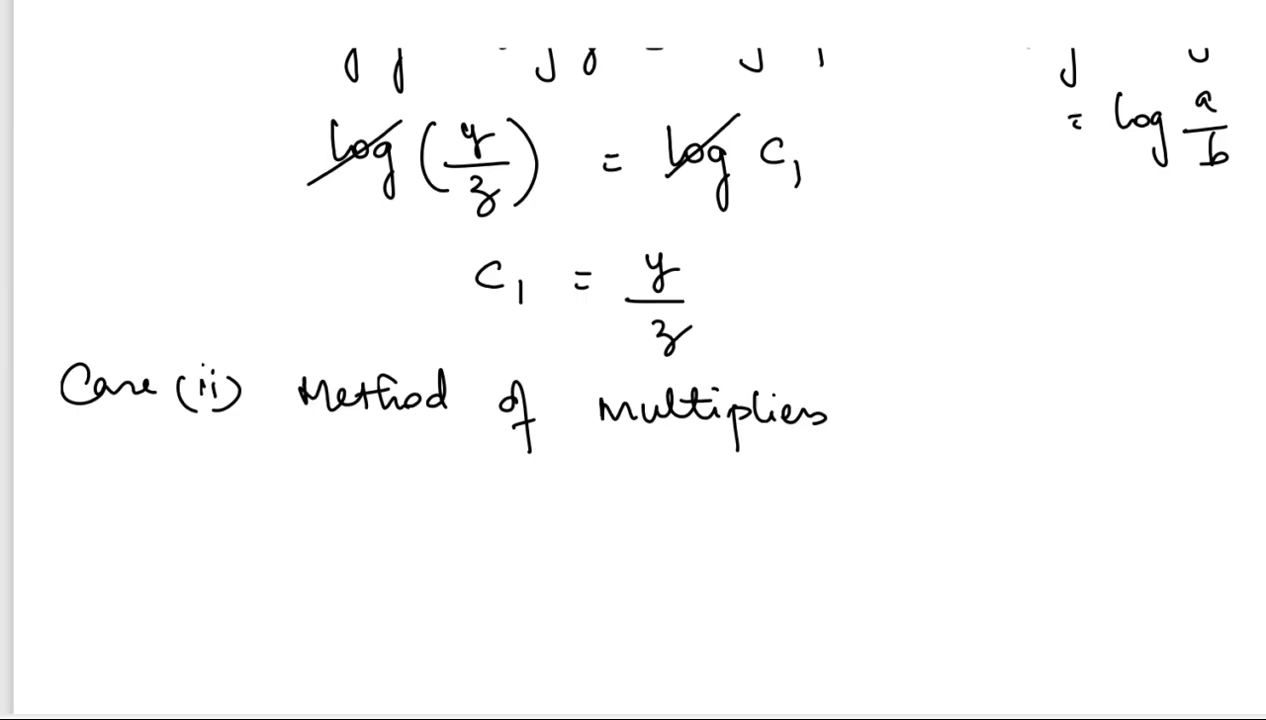 log (y/z) = log C₁
= log a/b
C₁ = y/z
Case (ii) Method of multipliers